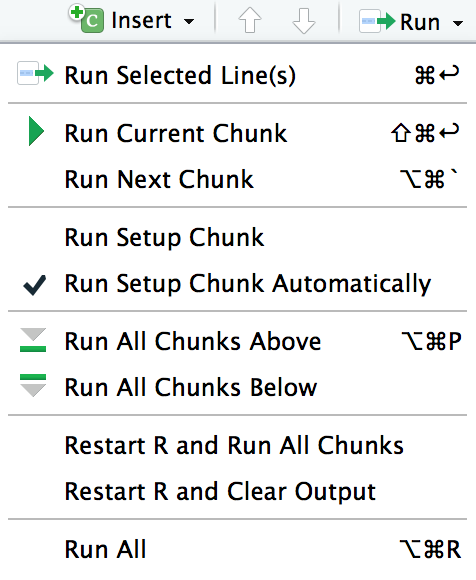 C Insert Run
Run Selected Line(s) ⌘↩
Run Current Chunk ⇧⌘↩
Run Next Chunk ⌥⌘`
Run Setup Chunk
Run Setup Chunk Automatically
Run All Chunks Above ⌥⌘P
Run All Chunks Below
Restart R and Run All Chunks
Restart R and Clear Output
Run All ⌥⌘R